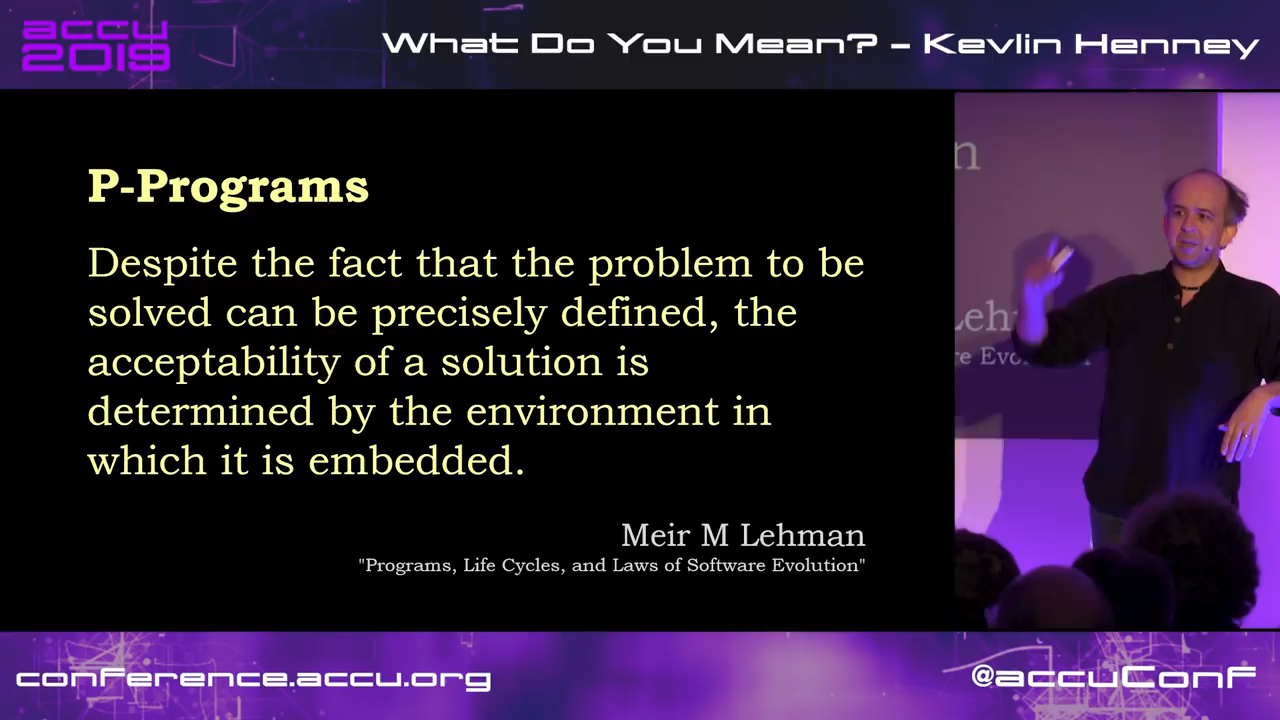 accu
2019
What Do You Mean? - Kevlin Henney
P-Programs
Despite the fact that the problem to be
solved can be precisely defined, the
acceptability of a solution is
determined by the environment in
which it is embedded.
Meir M Lehman
"Programs, Life Cycles, and Laws of Software Evolution"
conference.accu.org
@accuConf